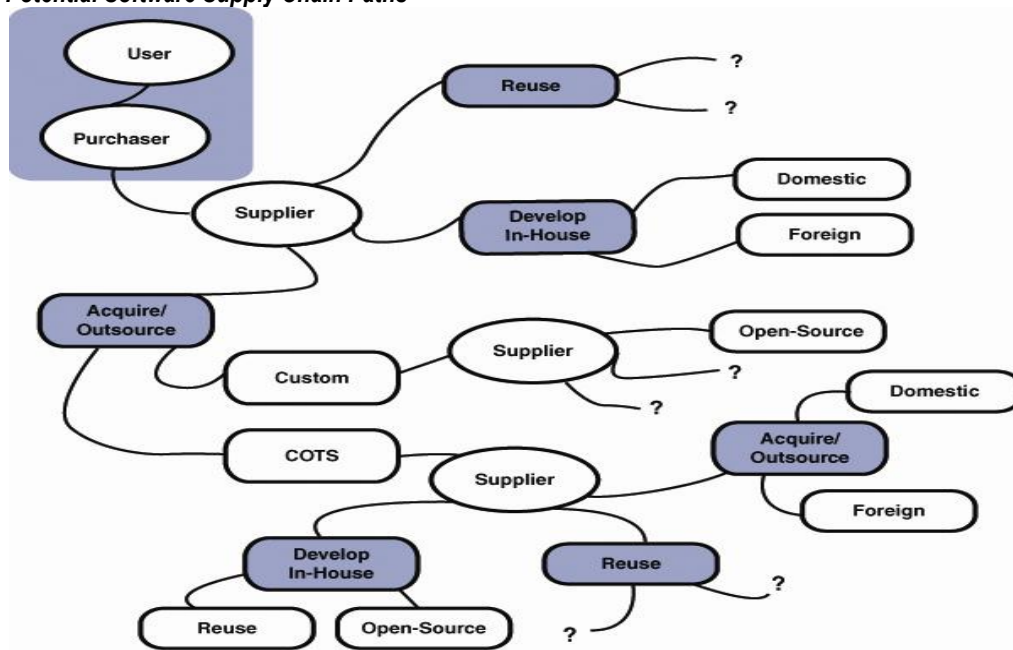 Potential Software Supply Chain Paths
User
Purchaser
Supplier
Reuse
?
?
Develop
In-House
Domestic
Foreign
Acquire/
Outsource
Custom
Supplier
Open-Source
?
?
COTS
Supplier
Acquire/
Outsource
Domestic
Foreign
Develop
In-House
Reuse
Open-Source
Reuse
?
?